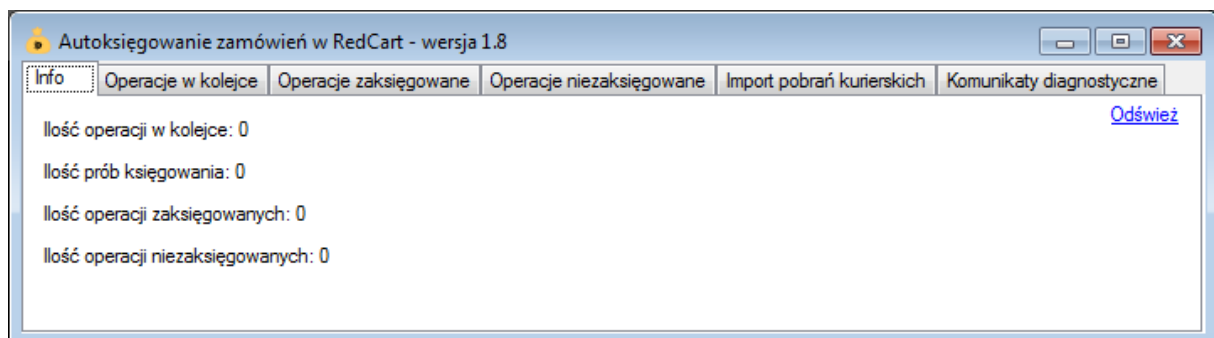 Autoksięgowanie zamówień w RedCart - wersja 1.8
Info Operacje w kolejce Operacje zaksięgowane Operacje niezaksięgowane Import pobrań kurierskich Komunikaty diagnostyczne
Odśwież
Ilość operacji w kolejce: 0
Ilość prób księgowania: 0
Ilość operacji zaksięgowanych: 0
Ilość operacji niezaksięgowanych: 0